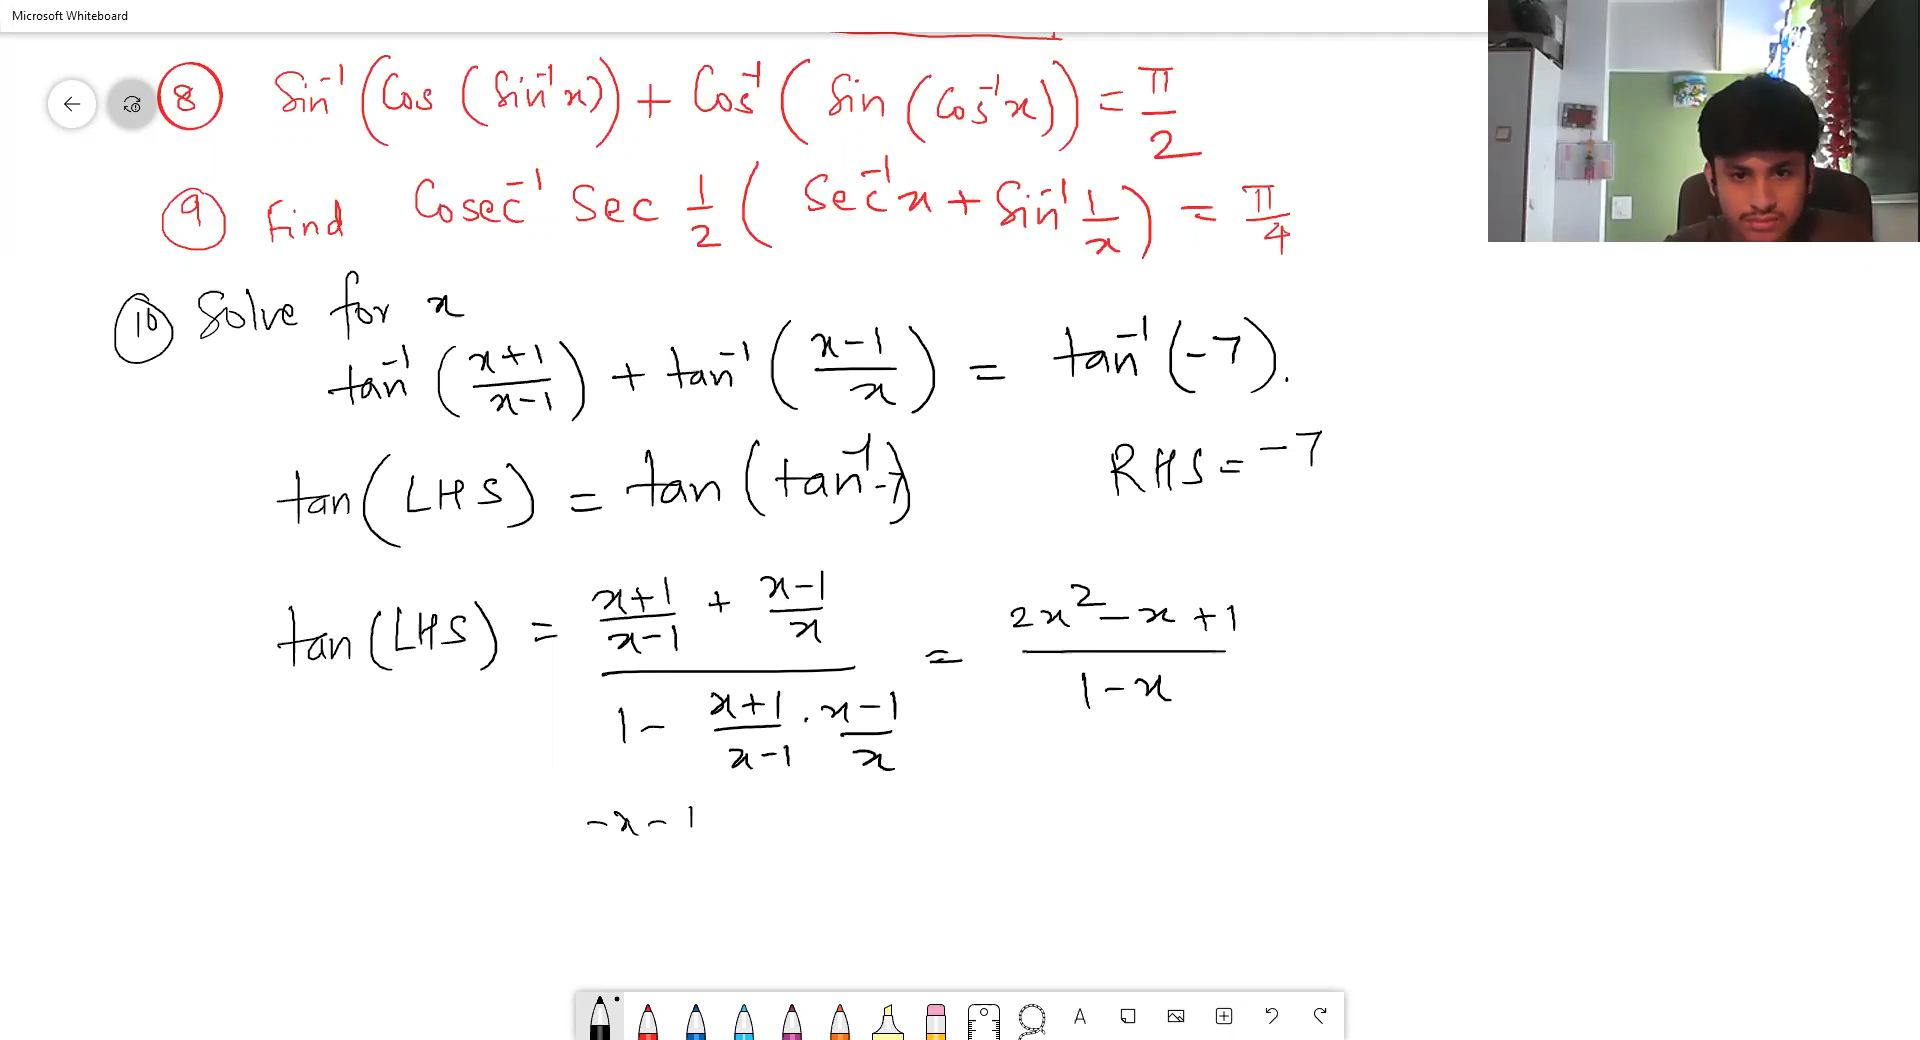 Microsoft Whiteboard
⑧ Sin⁻¹(Cos(Sin⁻¹x)) + Cos⁻¹(Sin(Cos⁻¹x)) = π/2
⑨ Find Cosec⁻¹ Sec 1/2 (Sec⁻¹x + Sin⁻¹ 1/x) = π/4
⑩ Solve for x
tan⁻¹((x+1)/(x-1)) + tan⁻¹((x-1)/x) = tan⁻¹(-7).
tan(LHS) = tan(tan⁻¹-7) RHS = -7
tan(LHS) = ((x+1)/(x-1) + (x-1)/x)/(1 - (x+1)/(x-1) · (x-1)/x) = (2x² - x + 1)/(1 - x)
-x - 1
A